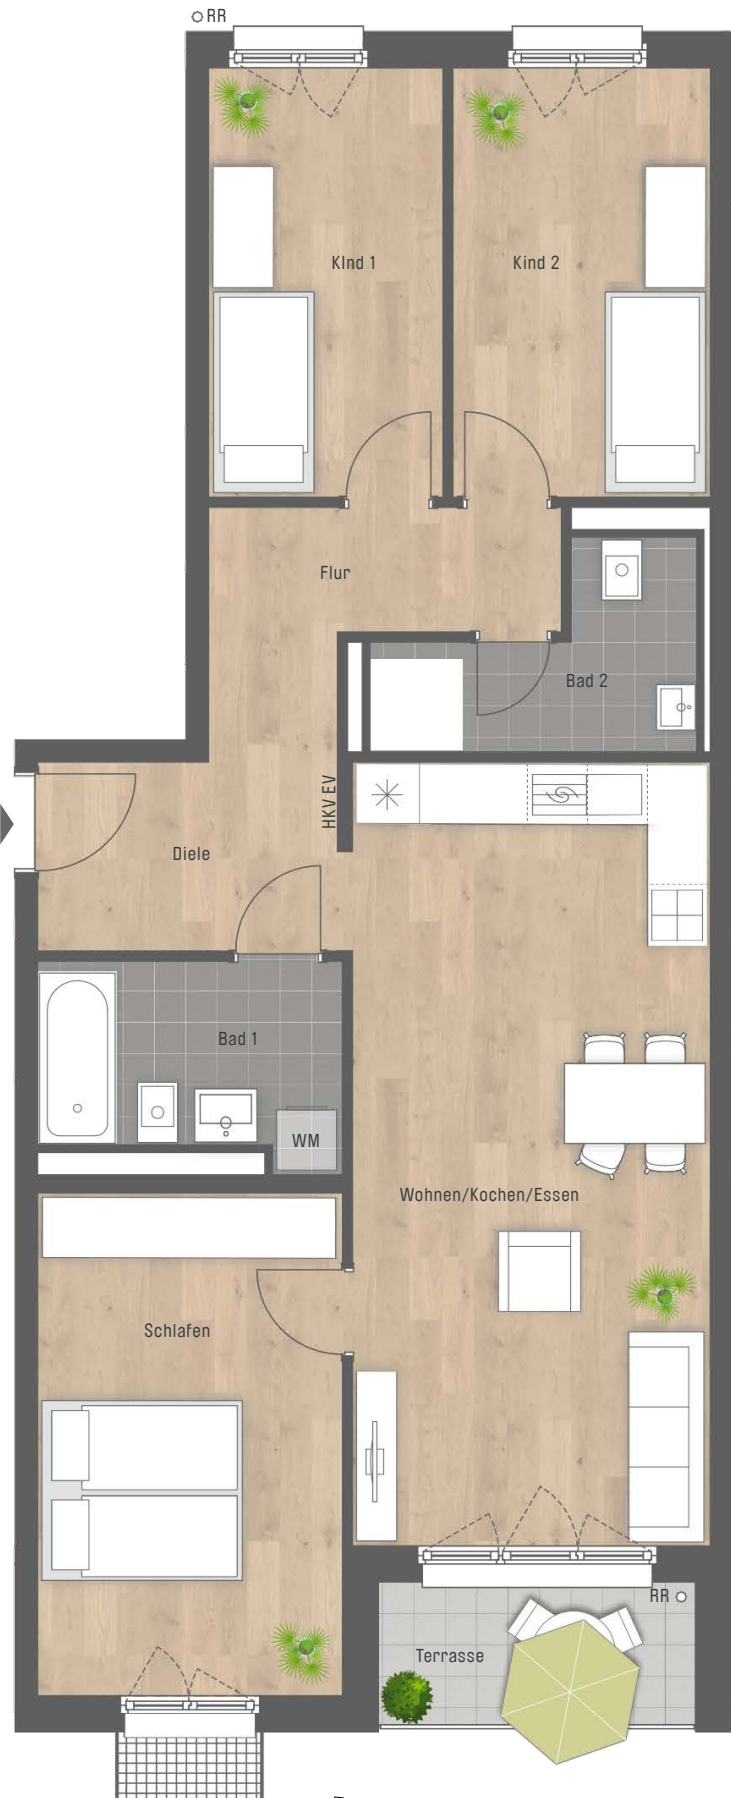 RR
KInd 1
Kind 2
Flur
Bad 2
HKV EV
Diele
Bad 1
WM
Wohnen/Kochen/Essen
Schlafen
RR
Terrasse